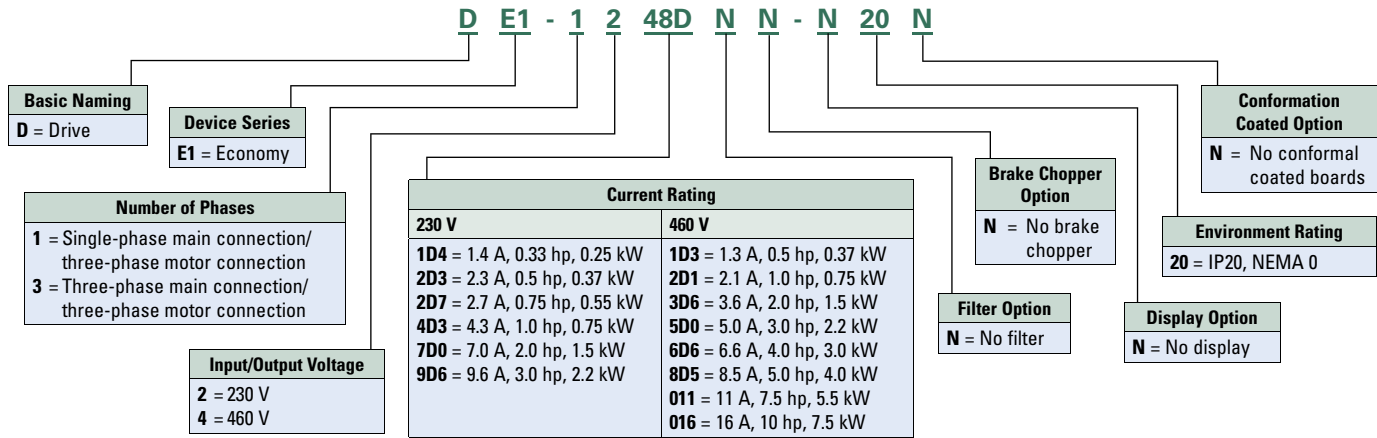 D E1 - 1 2 48D N N - N 20 N
Basic Naming
D = Drive
Device Series
E1 = Economy
Number of Phases
1 = Single-phase main connection/
three-phase motor connection
3 = Three-phase main connection/
three-phase motor connection
Input/Output Voltage
2 = 230 V
4 = 460 V
Current Rating
230 V
1D4 = 1.4 A, 0.33 hp, 0.25 kW
2D3 = 2.3 A, 0.5 hp, 0.37 kW
2D7 = 2.7 A, 0.75 hp, 0.55 kW
4D3 = 4.3 A, 1.0 hp, 0.75 kW
7D0 = 7.0 A, 2.0 hp, 1.5 kW
9D6 = 9.6 A, 3.0 hp, 2.2 kW
460 V
1D3 = 1.3 A, 0.5 hp, 0.37 kW
2D1 = 2.1 A, 1.0 hp, 0.75 kW
3D6 = 3.6 A, 2.0 hp, 1.5 kW
5D0 = 5.0 A, 3.0 hp, 2.2 kW
6D6 = 6.6 A, 4.0 hp, 3.0 kW
8D5 = 8.5 A, 5.0 hp, 4.0 kW
011 = 11 A, 7.5 hp, 5.5 kW
016 = 16 A, 10 hp, 7.5 kW
Filter Option
N = No filter
Brake Chopper
Option
N = No brake
chopper
Display Option
N = No display
Environment Rating
20 = IP20, NEMA 0
Conformation
Coated Option
N = No conformal
coated boards